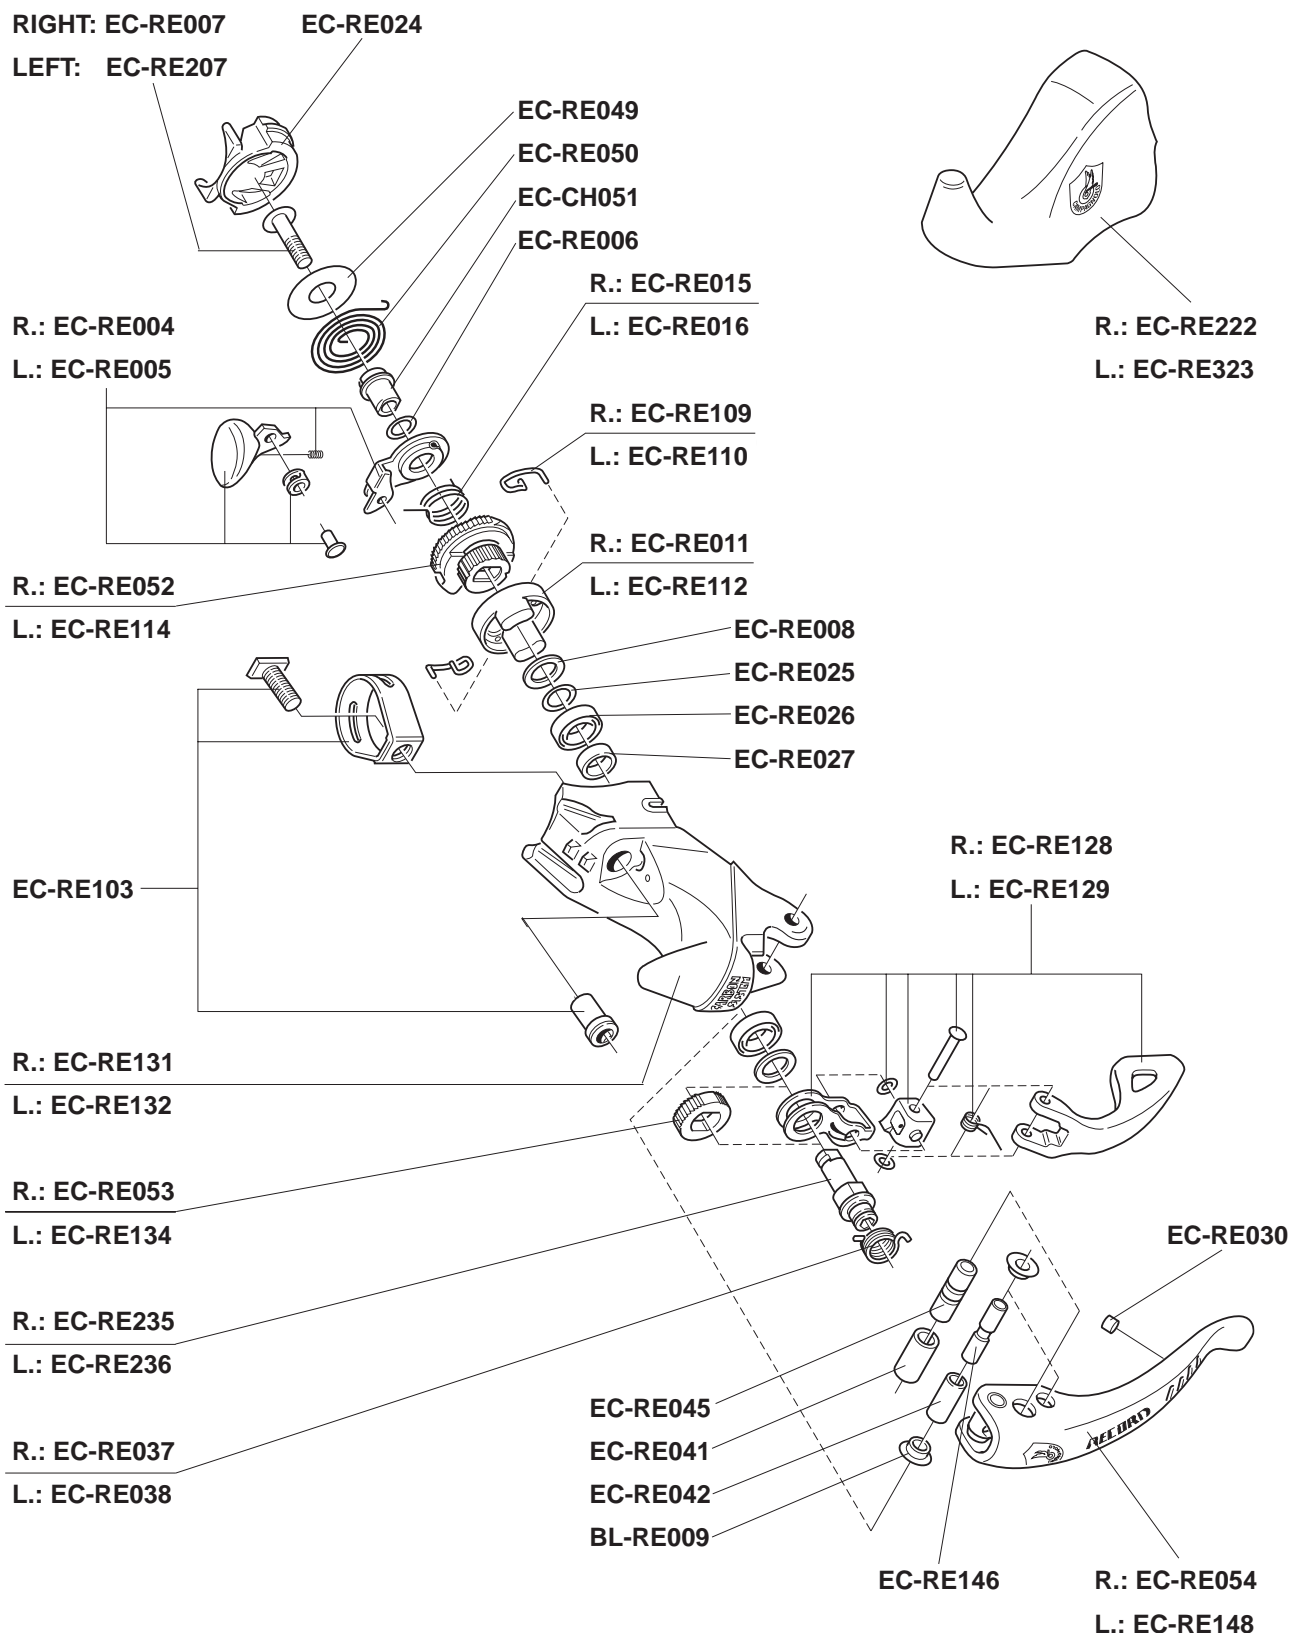 RIGHT: EC-RE007 EC-RE024
LEFT: EC-RE207
EC-RE049
EC-RE050
EC-CH051
EC-RE006
R.: EC-RE015
L.: EC-RE016
R.: EC-RE222
L.: EC-RE323
R.: EC-RE004
L.: EC-RE005
R.: EC-RE109
L.: EC-RE110
R.: EC-RE011
L.: EC-RE112
R.: EC-RE052
L.: EC-RE114
EC-RE008
EC-RE025
EC-RE026
EC-RE027
R.: EC-RE128
L.: EC-RE129
EC-RE103
R.: EC-RE131
L.: EC-RE132
R.: EC-RE053
L.: EC-RE134
EC-RE030
R.: EC-RE235
L.: EC-RE236
EC-RE045
EC-RE041
EC-RE042
BL-RE009
RECORD
R.: EC-RE037
L.: EC-RE038
EC-RE146
R.: EC-RE054
L.: EC-RE148